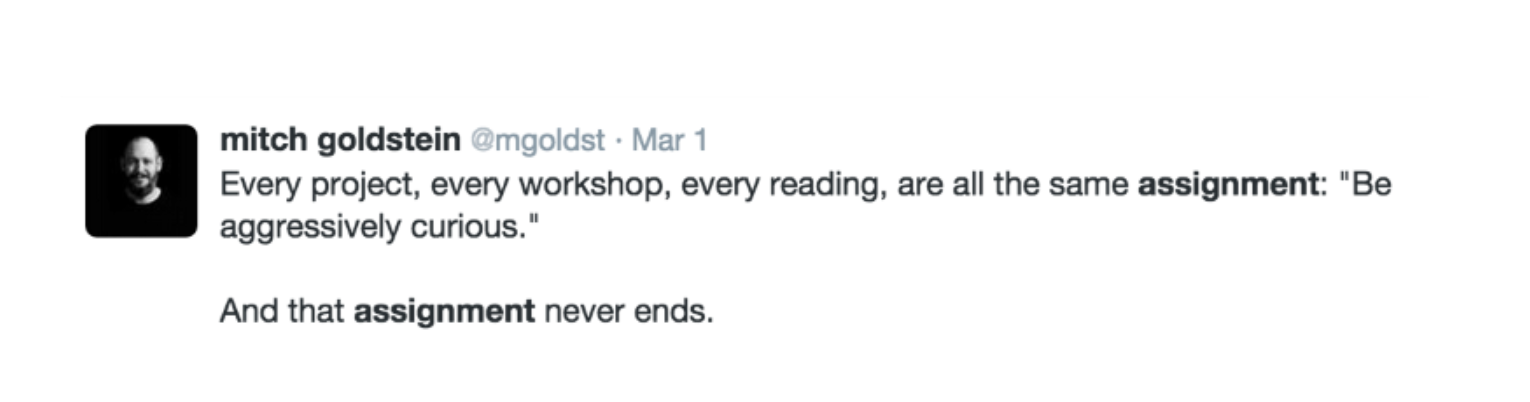 mitch goldstein @mgoldst · Mar 1
Every project, every workshop, every reading, are all the same assignment: "Be
aggressively curious."
And that assignment never ends.